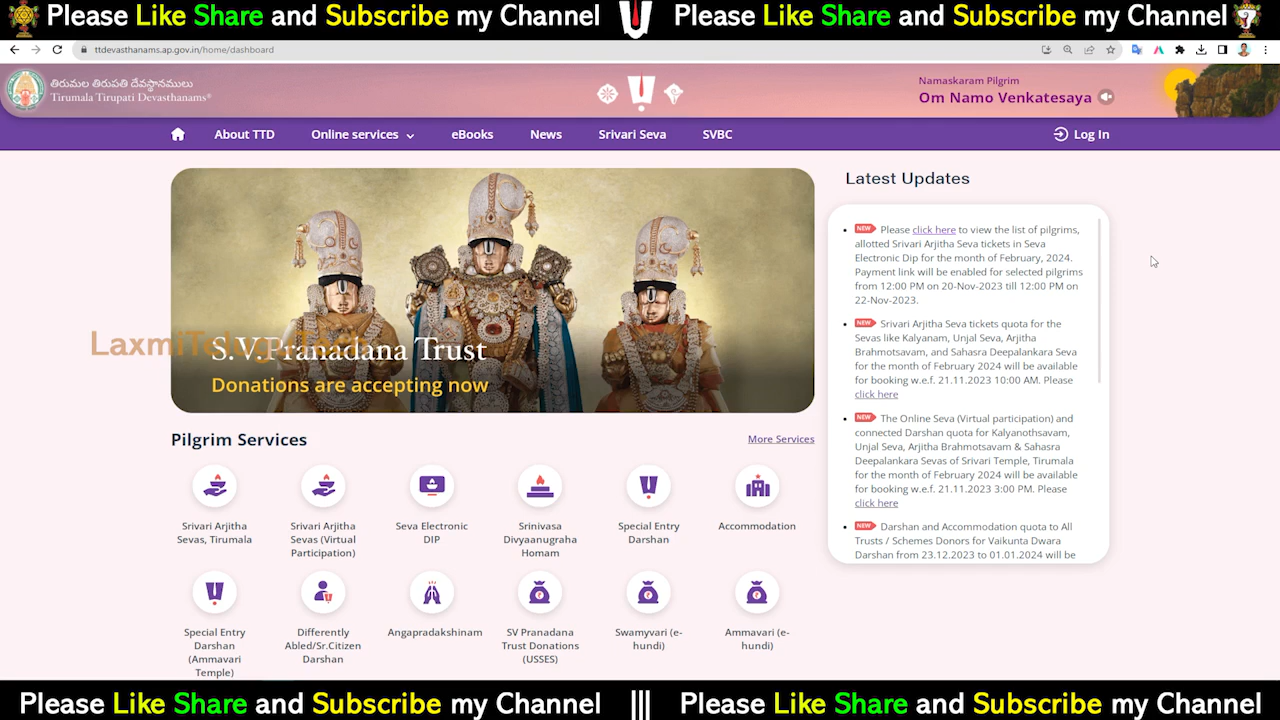 Please Like Share and Subscribe my Channel
Please Like Share and Subscribe my Channel
ttdevasthanams.ap.gov.in/home/dashboard
తిరుమల తిరుపతి దేవస్థానములు
Tirumala Tirupati Devasthanams®
Namaskaram Pilgrim
Om Namo Venkatesaya
About TTD
Online services
eBooks
News
Srivari Seva
SVBC
Log In
S.V.Pranadana Trust
Donations are accepting now
Latest Updates
NEW Please click here to view the list of pilgrims,
allotted Srivari Arjitha Seva tickets in Seva
Electronic Dip for the month of February, 2024.
Payment link will be enabled for selected pilgrims
from 12:00 PM on 20-Nov-2023 till 12:00 PM on
22-Nov-2023.
NEW Srivari Arjitha Seva tickets quota for the
Sevas like Kalyanam, Unjal Seva, Arjitha
Brahmotsavam, and Sahasra Deepalankara Seva
for the month of February 2024 will be available
for booking w.e.f. 21.11.2023 10:00 AM. Please
click here
NEW The Online Seva (Virtual participation) and
connected Darshan quota for Kalyanothsavam,
Unjal Seva, Arjitha Brahmotsavam & Sahasra
Deepalankara Sevas of Srivari Temple, Tirumala
for the month of February 2024 will be available
for booking w.e.f. 21.11.2023 3:00 PM. Please
click here
NEW Darshan and Accommodation quota to All
Trusts / Schemes Donors for Vaikunta Dwara
Darshan from 23.12.2023 to 01.01.2024 will be
Pilgrim Services
More Services
Srivari Arjitha
Sevas, Tirumala
Srivari Arjitha
Sevas (Virtual
Participation)
Seva Electronic
DIP
Srinivasa
Divyaanugraha
Homam
Special Entry
Darshan
Accommodation
Special Entry
Darshan
(Ammavari
Temple)
Differently
Abled/Sr.Citizen
Darshan
Angapradakshinam
SV Pranadana
Trust Donations
(USSES)
Swamyvari (e-
hundi)
Ammavari (e-
hundi)
Please Like Share and Subscribe my Channel
|||
Please Like Share and Subscribe my Channel